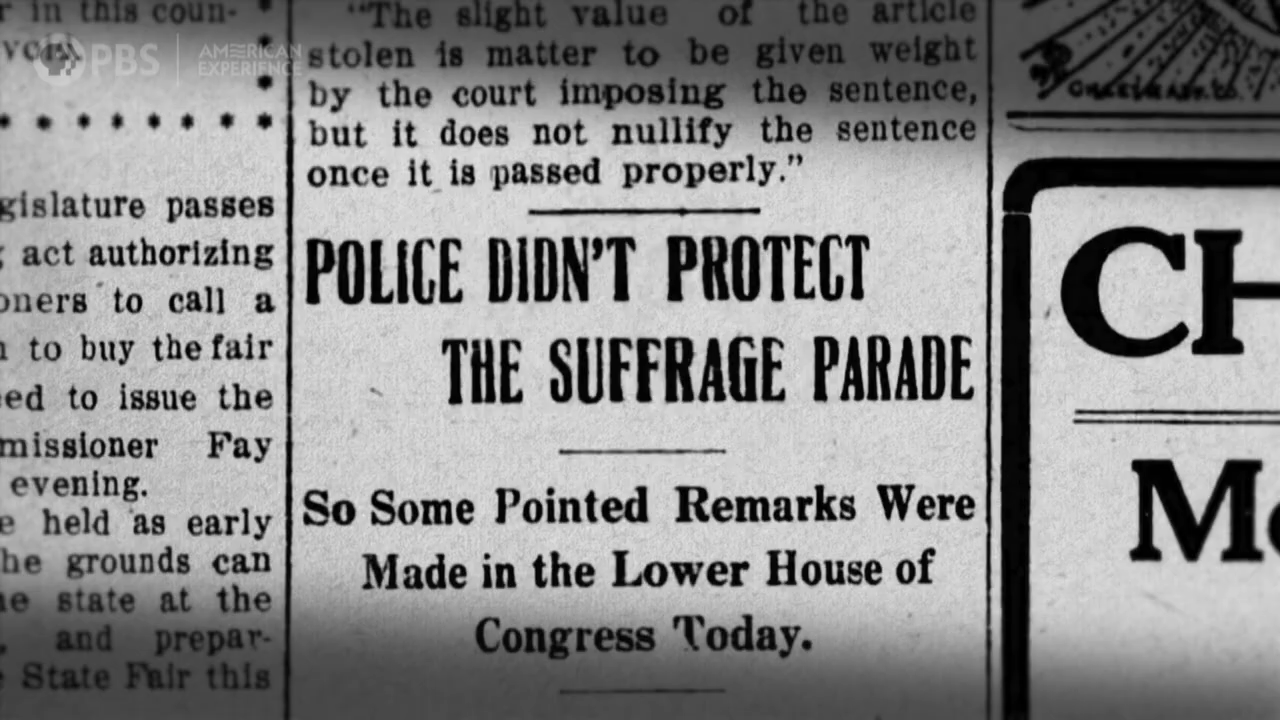 PBS
AMERICAN
EXPERIENCE
r in this coun-
gislature passes
act authorizing
oners to call a
to buy the fair
ed to issue the
missioner Fay
evening.
e held as early
he grounds can
ne state at the
, and prepar-
State Fair this
"The slight value of the article
stolen is matter to be given weight
by the court imposing the sentence,
but it does not nullify the sentence
once it is passed properly."
POLICE DIDN'T PROTECT
THE SUFFRAGE PARADE
So Some Pointed Remarks Were
Made in the Lower House of
Congress Today.
CH
Mo